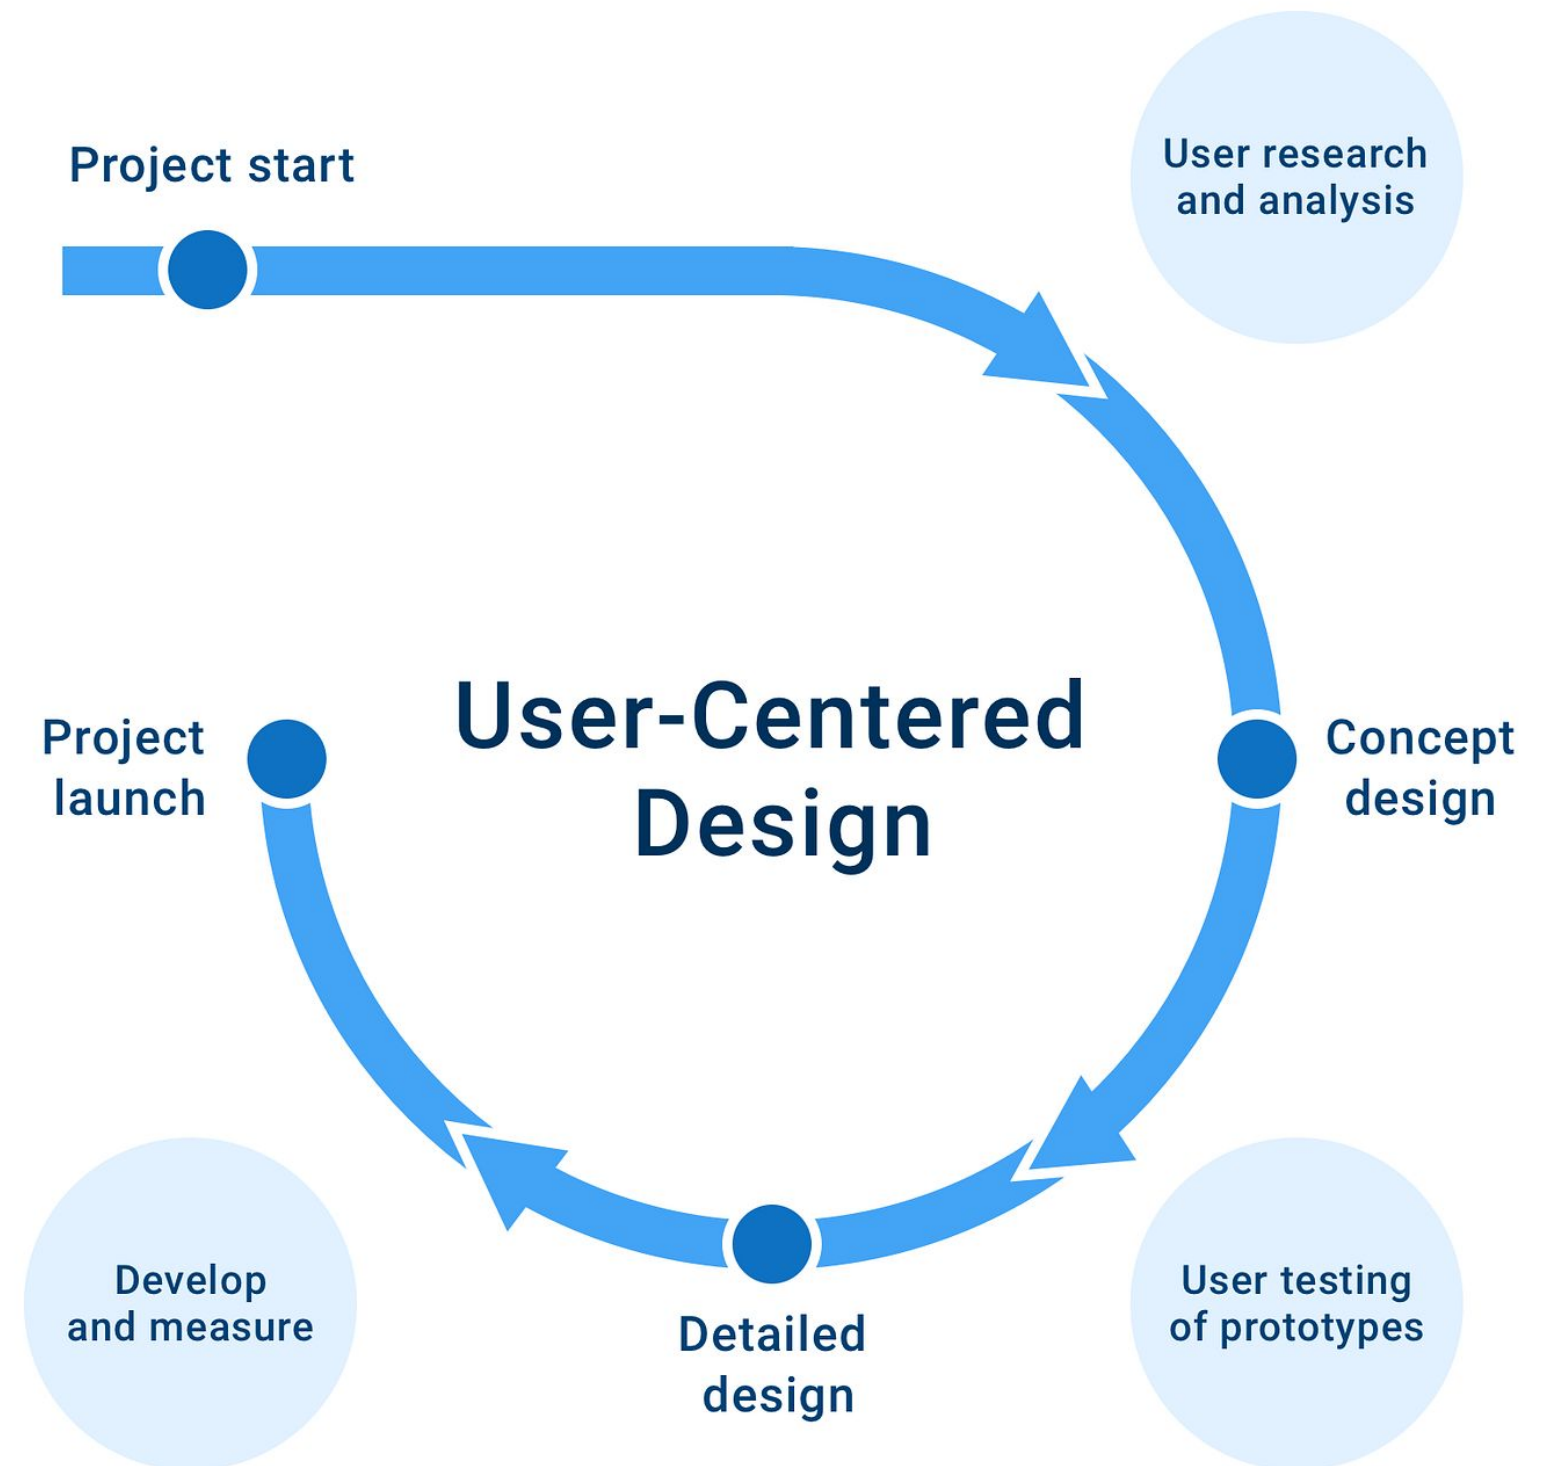 Project start
User research
and analysis
User-Centered
Design
Project
launch
Concept
design
Develop
and measure
Detailed
design
User testing
of prototypes